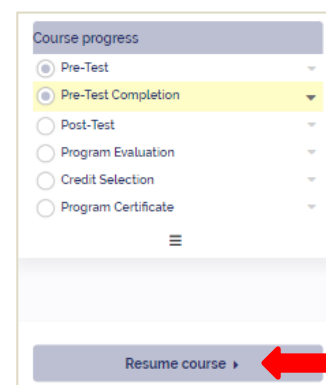 Course progress
Pre-Test
Pre-Test Completion
Post-Test
Program Evaluation
Credit Selection
Program Certificate
Resume course